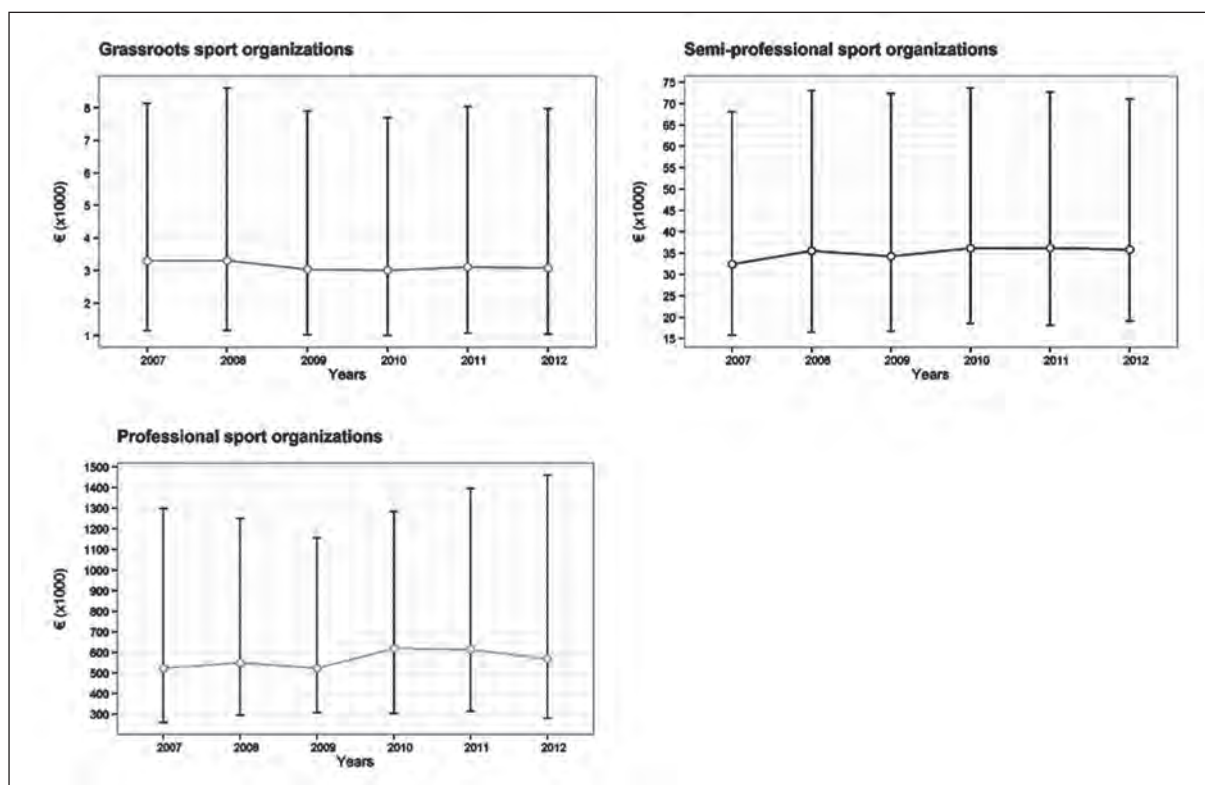 Grassroots sport organizations
€ (x1000)
8
7
6
5
4
3
2
1
2007 2008 2009 2010 2011 2012
Years
Semi-professional sport organizations
€ (x1000)
75
70
65
60
55
50
45
40
35
30
25
20
15
2007 2008 2009 2010 2011 2012
Years
Professional sport organizations
€ (x1000)
1500
1400
1300
1200
1100
1000
900
800
700
600
500
400
300
2007 2008 2009 2010 2011 2012
Years